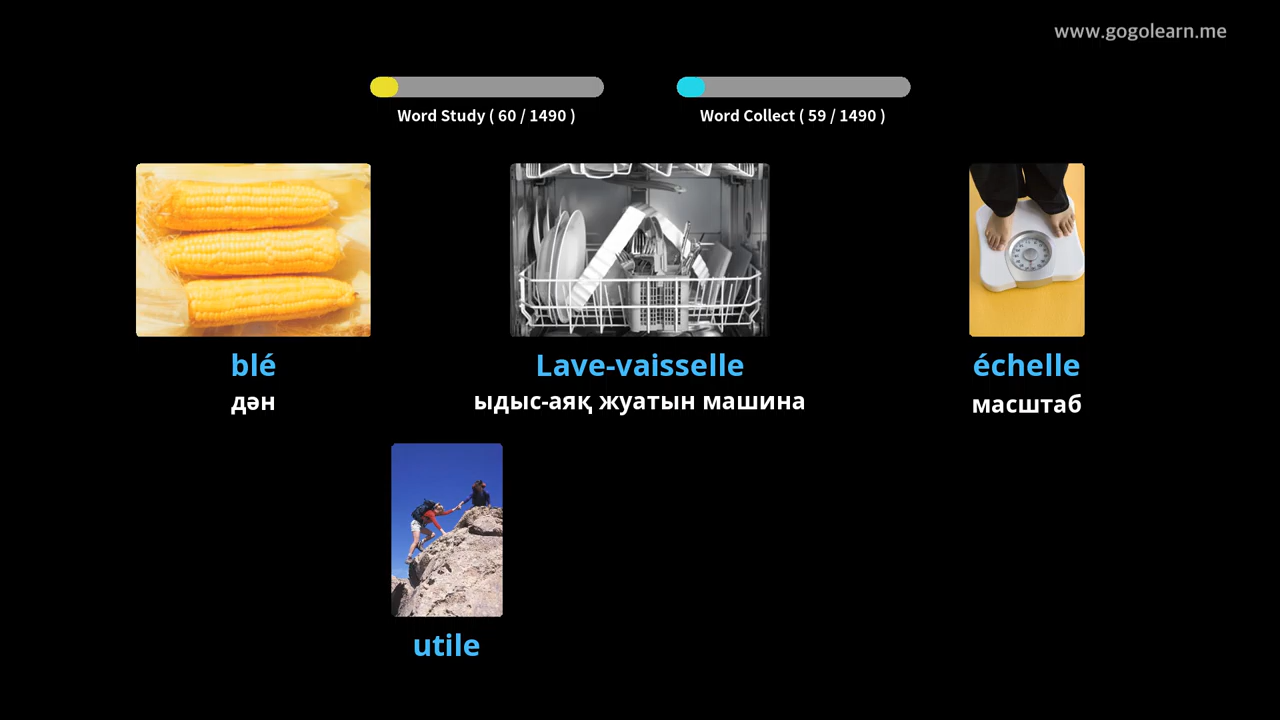 www.gogolearn.me
Word Study ( 60 / 1490 )
Word Collect ( 59 / 1490 )
blé
Lave-vaisselle
échelle
дән
ыдыс-аяқ жуатын машина
масштаб
utile